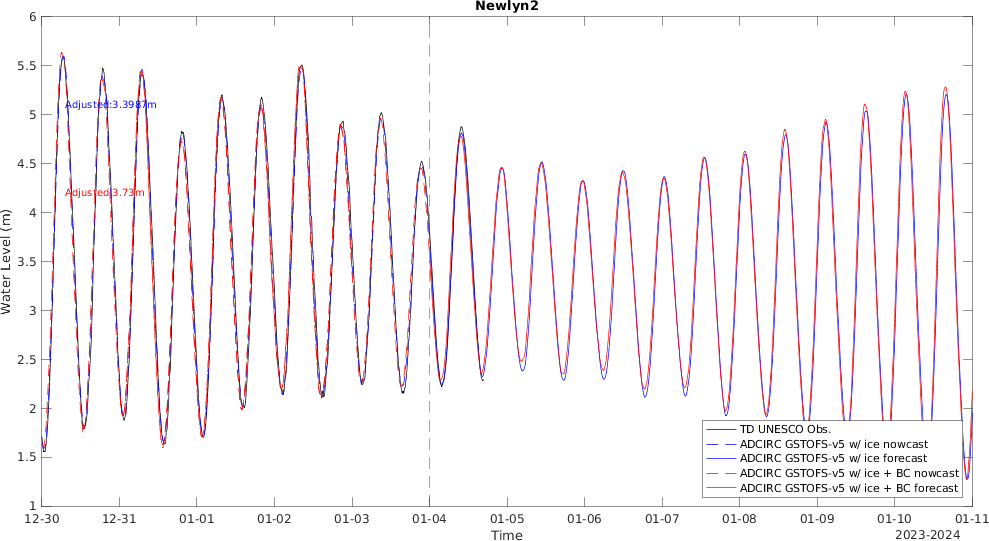 Newlyn2
6
5.5
5
4.5
4
3.5
3
2.5
2
1.5
1
Water Level (m)
Adjusted:3.3987m
Adjusted:3.73m
TD UNESCO Obs.
ADCIRC GSTOFS-v5 w/ ice nowcast
ADCIRC GSTOFS-v5 w/ ice forecast
ADCIRC GSTOFS-v5 w/ ice + BC nowcast
ADCIRC GSTOFS-v5 w/ ice + BC forecast
12-30 12-31 01-01 01-02 01-03 01-04 01-05 01-06 01-07 01-08 01-09 01-10 01-11
Time
2023-2024